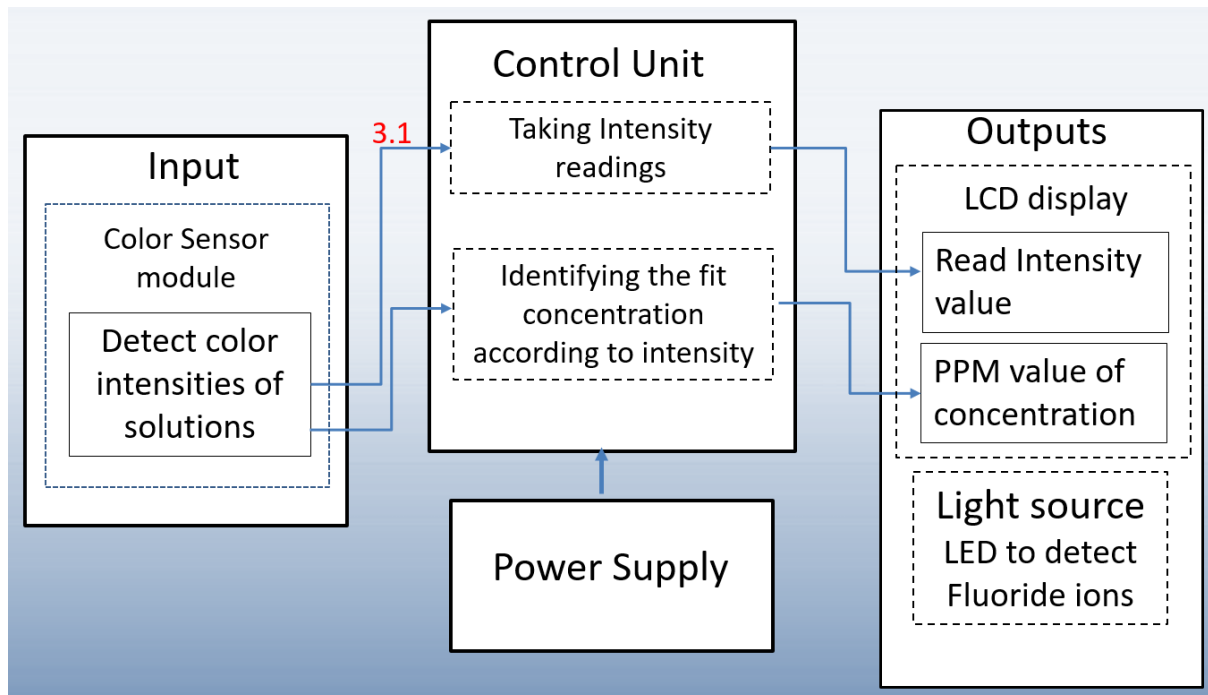 Input
Color Sensor
module
Detect color
intensities of
solutions
3.1
Control Unit
Taking Intensity
readings
Identifying the fit
concentration
according to intensity
Power Supply
Outputs
LCD display
Read Intensity
value
PPM value of
concentration
Light source
LED to detect
Fluoride ions